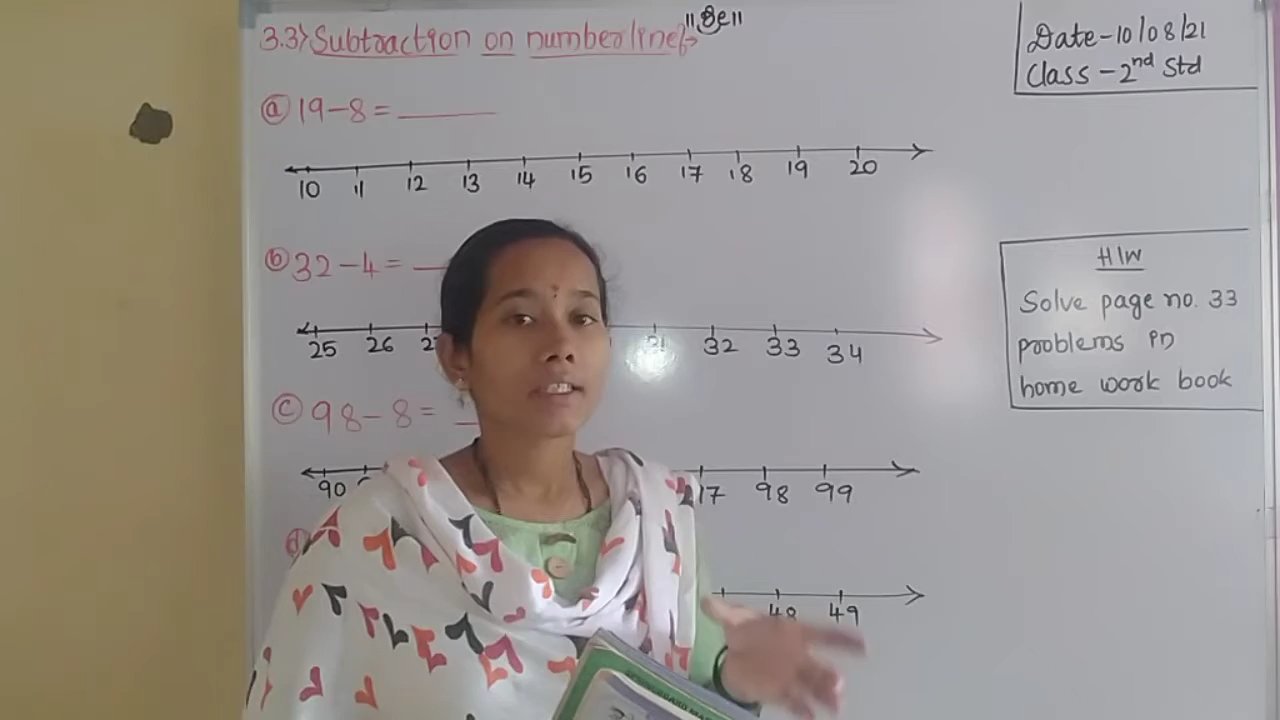 3.3) Subtraction on numberline:-
"श्री"
Date-10/08/21
Class-2nd Std
a 19-8=
10 11 12 13 14 15 16 17 18 19 20
b 32-4=
25 26 31 32 33 34
c 98-8=
90 98 99
d
48 49
H/W
Solve page no. 33
problems in
home work book